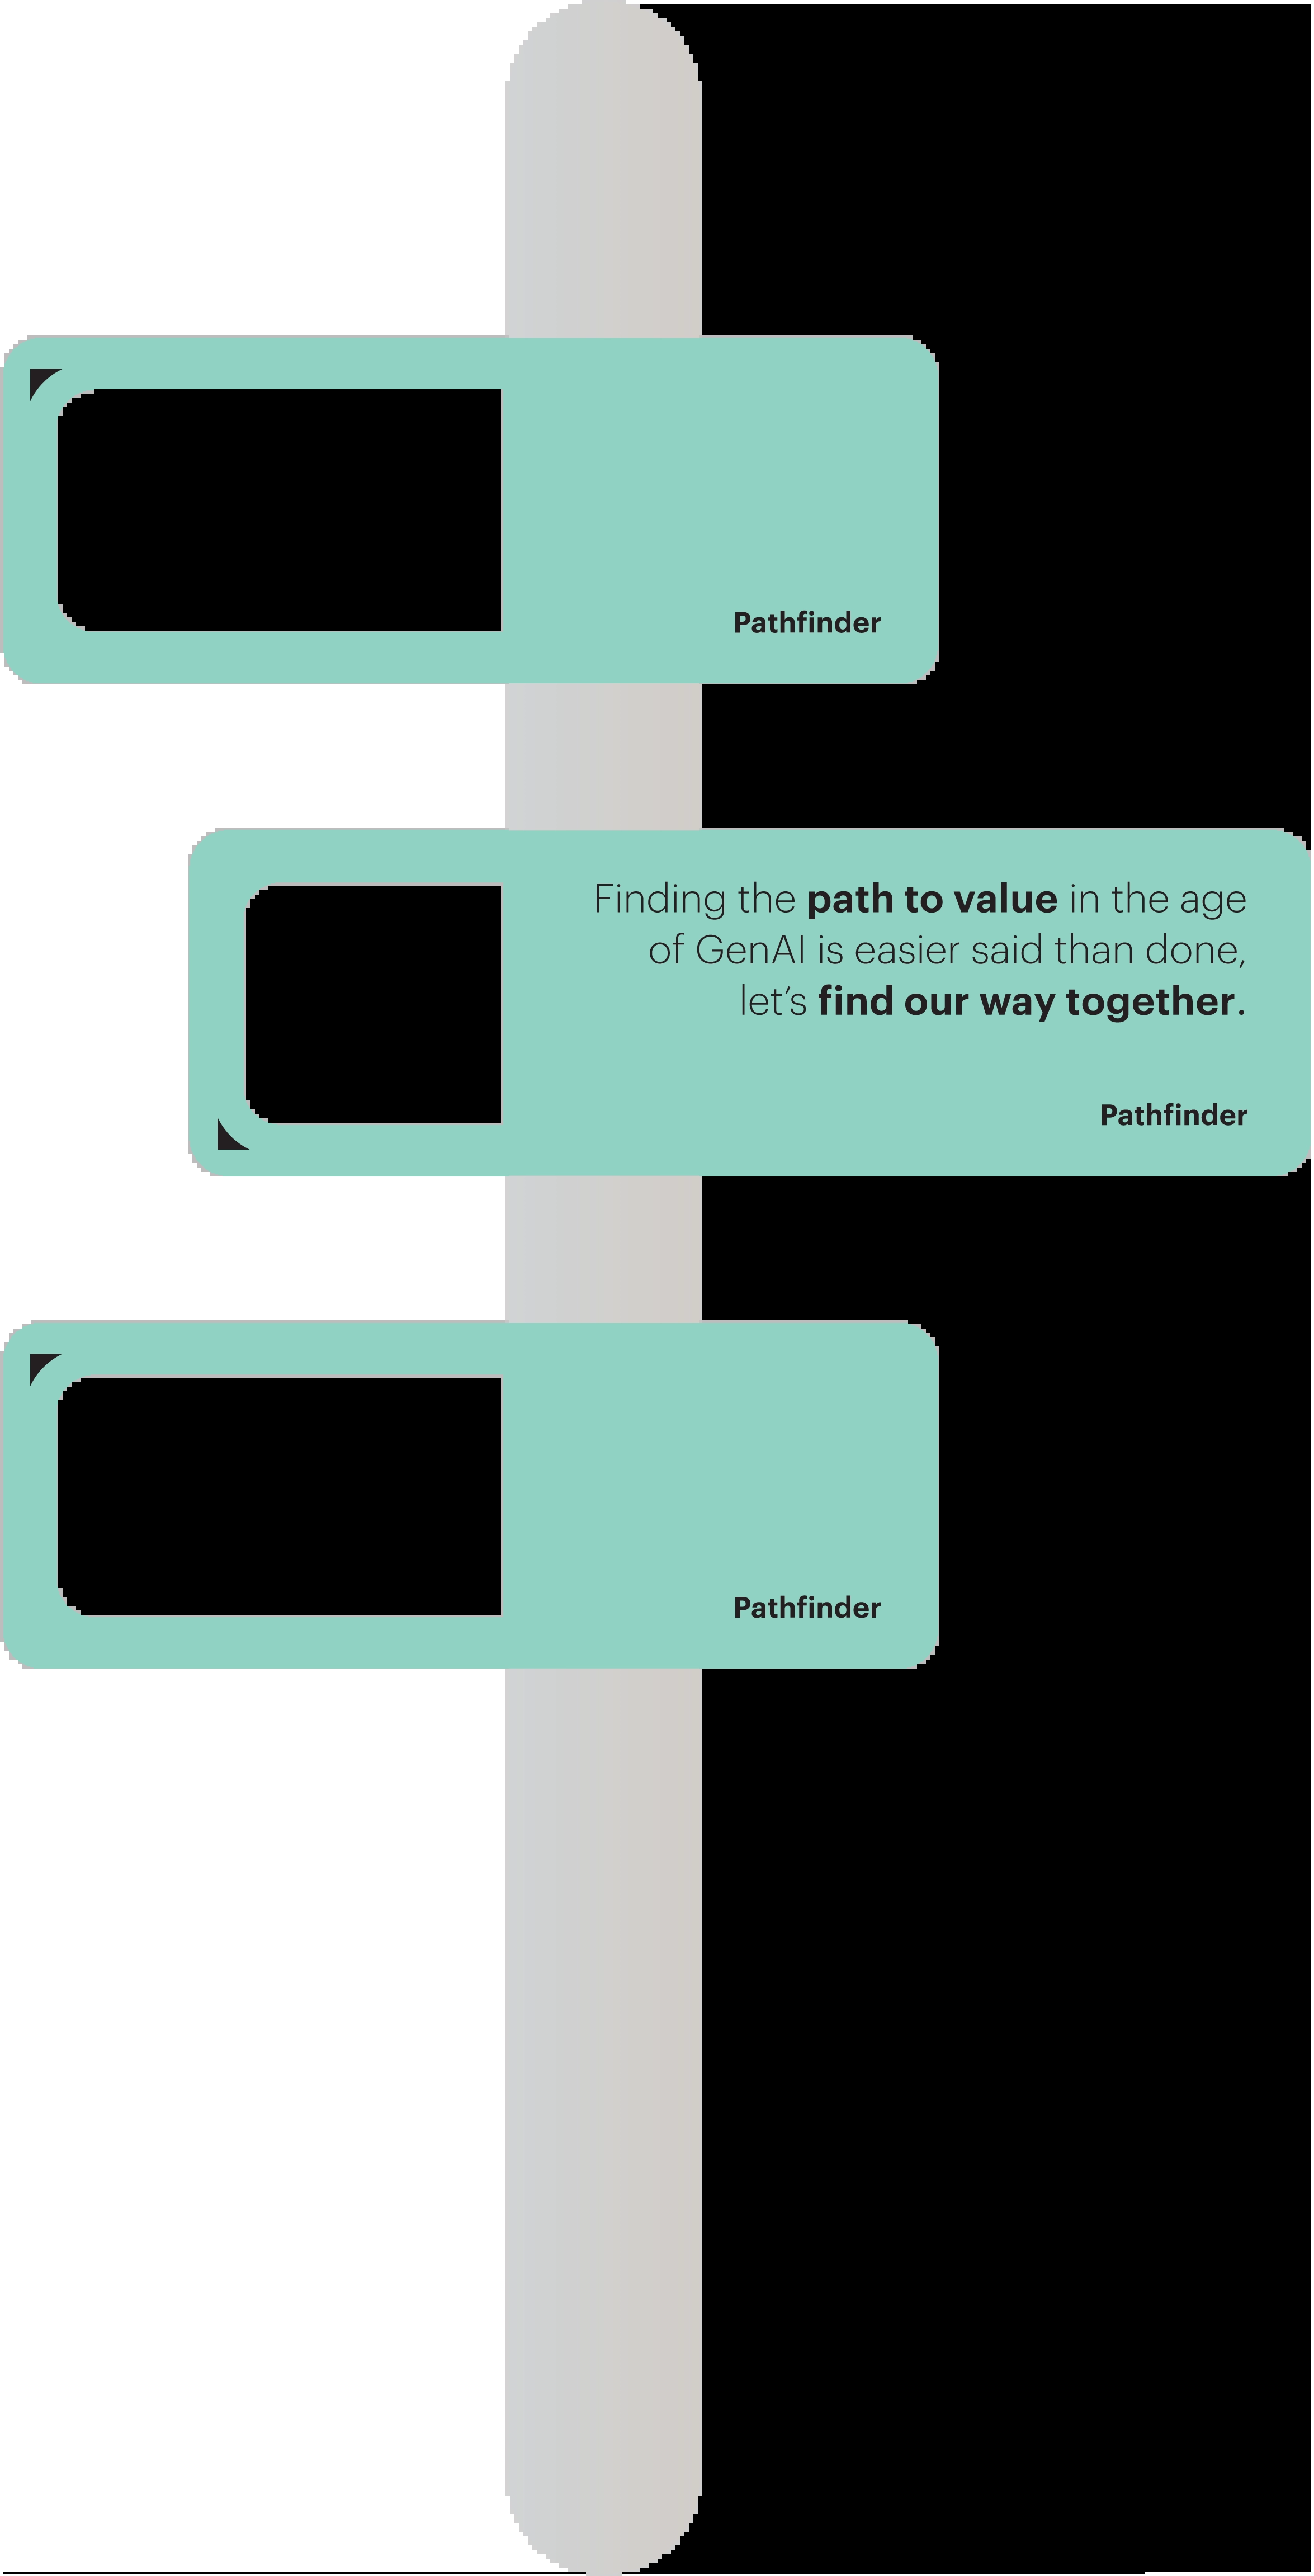 Pathfinder
Finding the path to value in the age
of GenAI is easier said than done,
let’s find our way together.
Pathfinder
Pathfinder